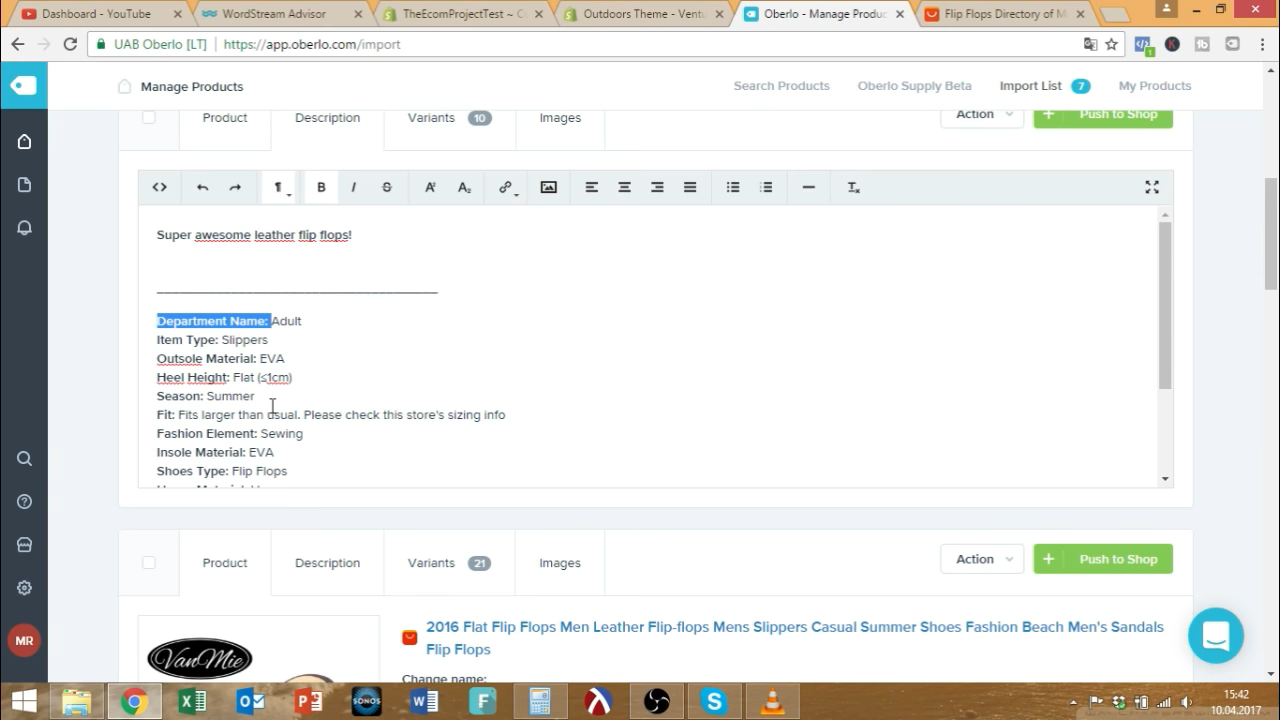 Dashboard - YouTube
WordStream Advisor
TheEcomProjectTest ~ C
Outdoors Theme - Ventu
Oberlo - Manage Produc
Flip Flops Directory of M
UAB Oberlo [LT] https://app.oberlo.com/import
Manage Products
Search Products
Oberlo Supply Beta
Import List 7
My Products
Product
Description
Variants 10
Images
Action
+ Push to Shop
Super awesome leather flip flops!
Department Name: Adult
Item Type: Slippers
Outsole Material: EVA
Heel Height: Flat (≤1cm)
Season: Summer
Fit: Fits larger than usual. Please check this store's sizing info
Fashion Element: Sewing
Insole Material: EVA
Shoes Type: Flip Flops
Product
Description
Variants 21
Images
Action
+ Push to Shop
2016 Flat Flip Flops Men Leather Flip-flops Mens Slippers Casual Summer Shoes Fashion Beach Men's Sandals
Flip Flops
Change name:
VanMie
MR
SONOS
15:42
10.04.2017